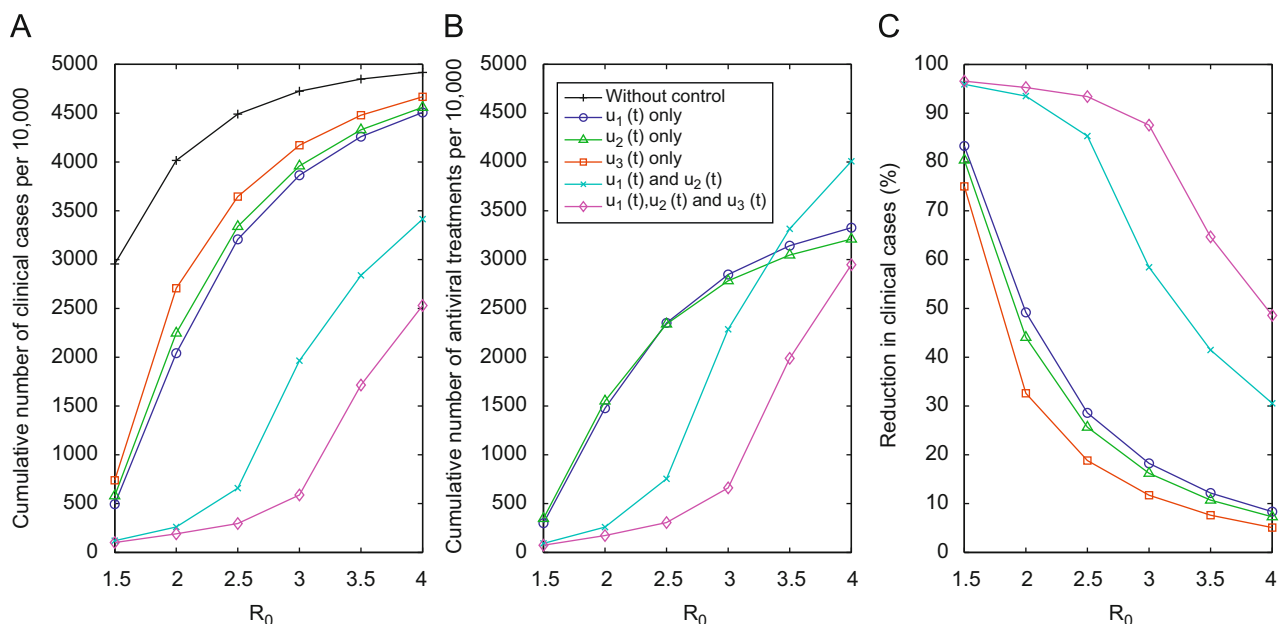 A
Cumulative number of clinical cases per 10,000
5000
4500
4000
3500
3000
2500
2000
1500
1000
500
0
1.5 2 2.5 3 3.5 4
R0
B
Cumulative number of antiviral treatments per 10,000
5000
4500
4000
3500
3000
2500
2000
1500
1000
500
0
Without control
u1 (t) only
u2 (t) only
u3 (t) only
u1 (t) and u2 (t)
u1 (t),u2 (t) and u3 (t)
1.5 2 2.5 3 3.5 4
R0
C
Reduction in clinical cases (%)
100
90
80
70
60
50
40
30
20
10
0
1.5 2 2.5 3 3.5 4
R0